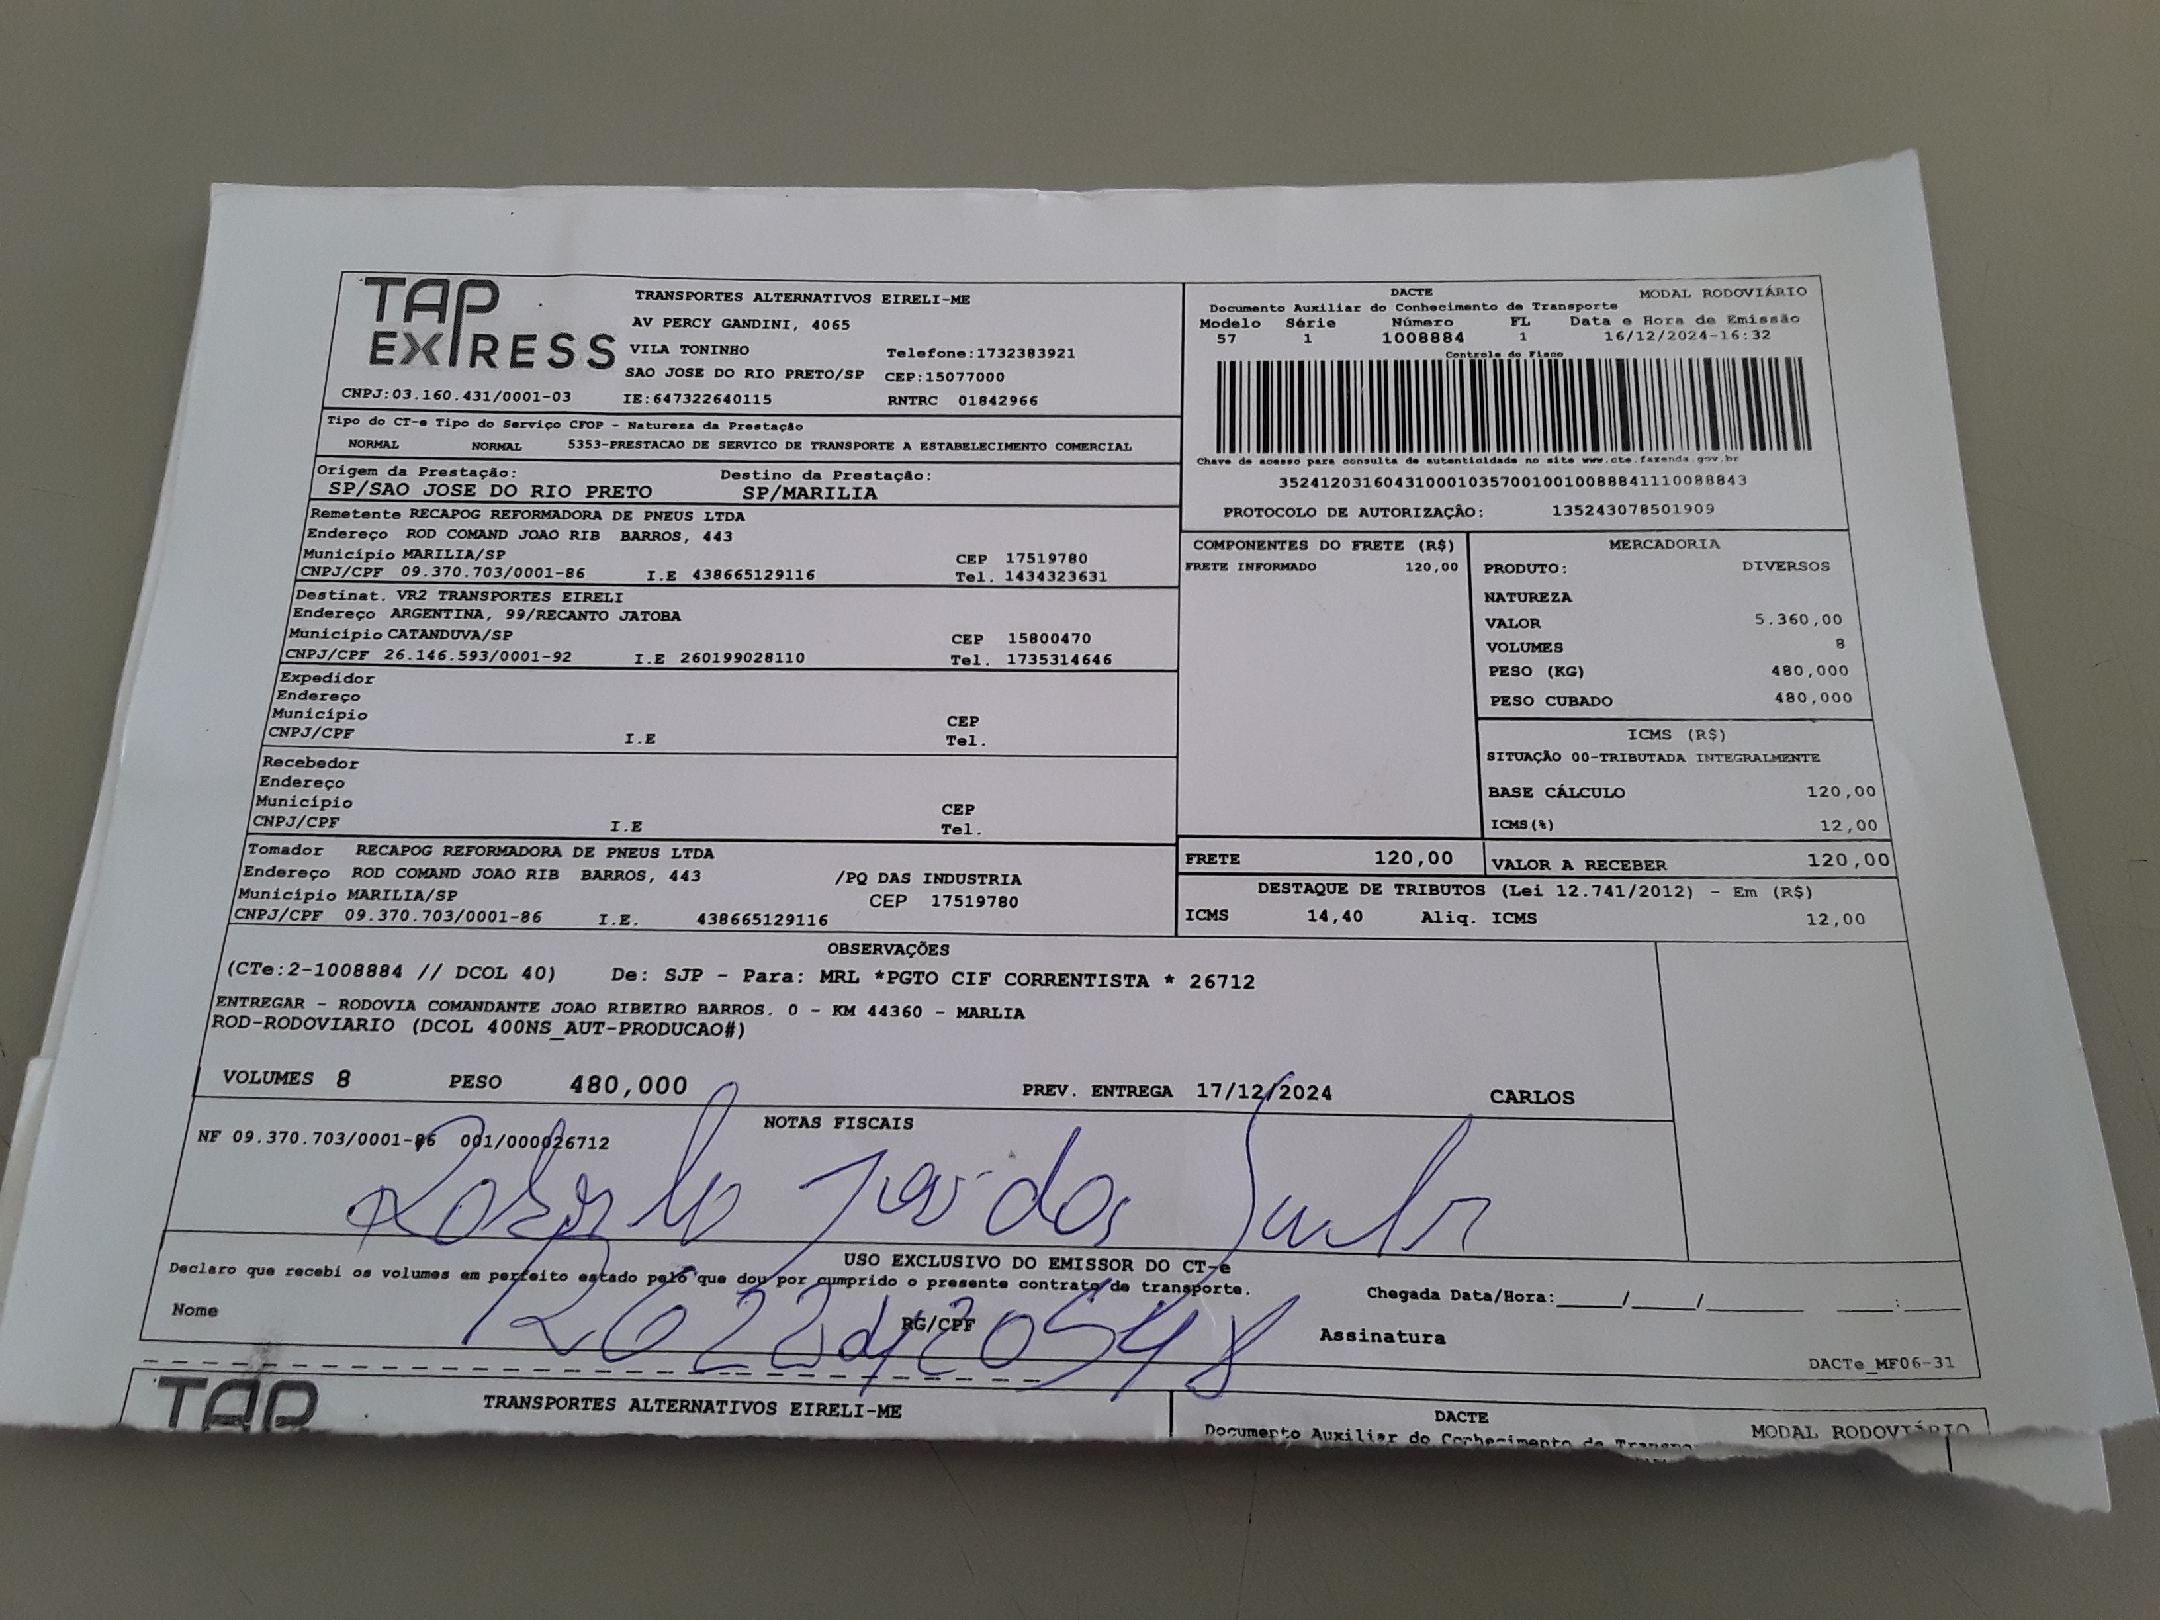 TAP EXPRESS
TRANSPORTES ALTERNATIVOS EIRELI-ME
AV PERCY GANDINI, 4065
VILA TONINHO Telefone:1732383921
SAO JOSE DO RIO PRETO/SP CEP:15077000
CNPJ:03.160.431/0001-03 IE:647322640115 RNTRC 01842966
Tipo do CT-e Tipo do Serviço CFOP - Natureza da Prestação
NORMAL NORMAL 5353-PRESTACAO DE SERVICO DE TRANSPORTE A ESTABELECIMENTO COMERCIAL
Origem da Prestação: Destino da Prestação:
SP/SAO JOSE DO RIO PRETO SP/MARILIA
Remetente RECAPOG REFORMADORA DE PNEUS LTDA
Endereço ROD COMAND JOAO RIB BARROS, 443
Município MARILIA/SP CEP 17519780
CNPJ/CPF 09.370.703/0001-86 I.E 438665129116 Tel. 1434323631
Destinat. VR2 TRANSPORTES EIRELI
Endereço ARGENTINA, 99/RECANTO JATOBA
Município CATANDUVA/SP CEP 15800470
CNPJ/CPF 26.146.593/0001-92 I.E 260199028110 Tel. 1735314646
Expedidor
Endereço
Município CEP
CNPJ/CPF I.E Tel.
Recebedor
Endereço
Município CEP
CNPJ/CPF I.E Tel.
Tomador RECAPOG REFORMADORA DE PNEUS LTDA
Endereço ROD COMAND JOAO RIB BARROS, 443 /PQ DAS INDUSTRIA
Município MARILIA/SP CEP 17519780
CNPJ/CPF 09.370.703/0001-86 I.E. 438665129116
DACTE MODAL RODOVIÁRIO
Documento Auxiliar do Conhecimento de Transporte
Modelo Série Número FL Data e Hora de Emissão
57 1 1008884 1 16/12/2024-16:32
Controle do Fisco
Chave de acesso para consulta de autenticidade no site www.cte.fazenda.gov.br
35241203160431000103570010010088841110088843
PROTOCOLO DE AUTORIZAÇÃO: 135243078501909
COMPONENTES DO FRETE (R$)
FRETE INFORMADO 120,00
MERCADORIA
PRODUTO: DIVERSOS
NATUREZA
VALOR 5.360,00
VOLUMES 8
PESO (KG) 480,000
PESO CUBADO 480,000
ICMS (R$)
SITUAÇÃO 00-TRIBUTADA INTEGRALMENTE
BASE CÁLCULO 120,00
ICMS(%) 12,00
FRETE 120,00 VALOR A RECEBER 120,00
DESTAQUE DE TRIBUTOS (Lei 12.741/2012) - Em (R$)
ICMS 14,40 Aliq. ICMS 12,00
OBSERVAÇÕES
(CTe:2-1008884 // DCOL 40) De: SJP - Para: MRL *PGTO CIF CORRENTISTA * 26712
ENTREGAR - RODOVIA COMANDANTE JOAO RIBEIRO BARROS. 0 - KM 44360 - MARLIA
ROD-RODOVIARIO (DCOL 400NS_AUT-PRODUCAO#)
VOLUMES 8 PESO 480,000 PREV. ENTREGA 17/12/2024 CARLOS
NOTAS FISCAIS
NF 09.370.703/0001-86 001/000026712
USO EXCLUSIVO DO EMISSOR DO CT-e
Declaro que recebi os volumes em perfeito estado pelo que dou por cumprido o presente contrato de transporte.
Chegada Data/Hora:____/____/______ ____:____
Nome RG/CPF Assinatura
DACTe_MF06-31
TAP
TRANSPORTES ALTERNATIVOS EIRELI-ME
DACTE MODAL RODOVIÁRIO
Documento Auxiliar do Conhecimento de